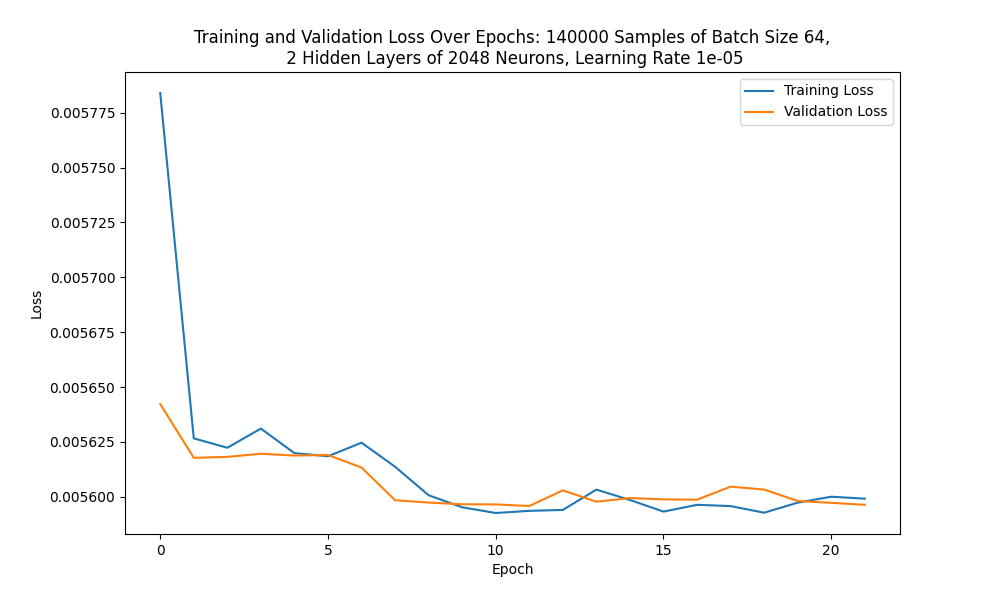 Training and Validation Loss Over Epochs: 140000 Samples of Batch Size 64,
2 Hidden Layers of 2048 Neurons, Learning Rate 1e-05
Training Loss
Validation Loss
0.005775
0.005750
0.005725
0.005700
0.005675
0.005650
0.005625
0.005600
Loss
0 5 10 15 20
Epoch